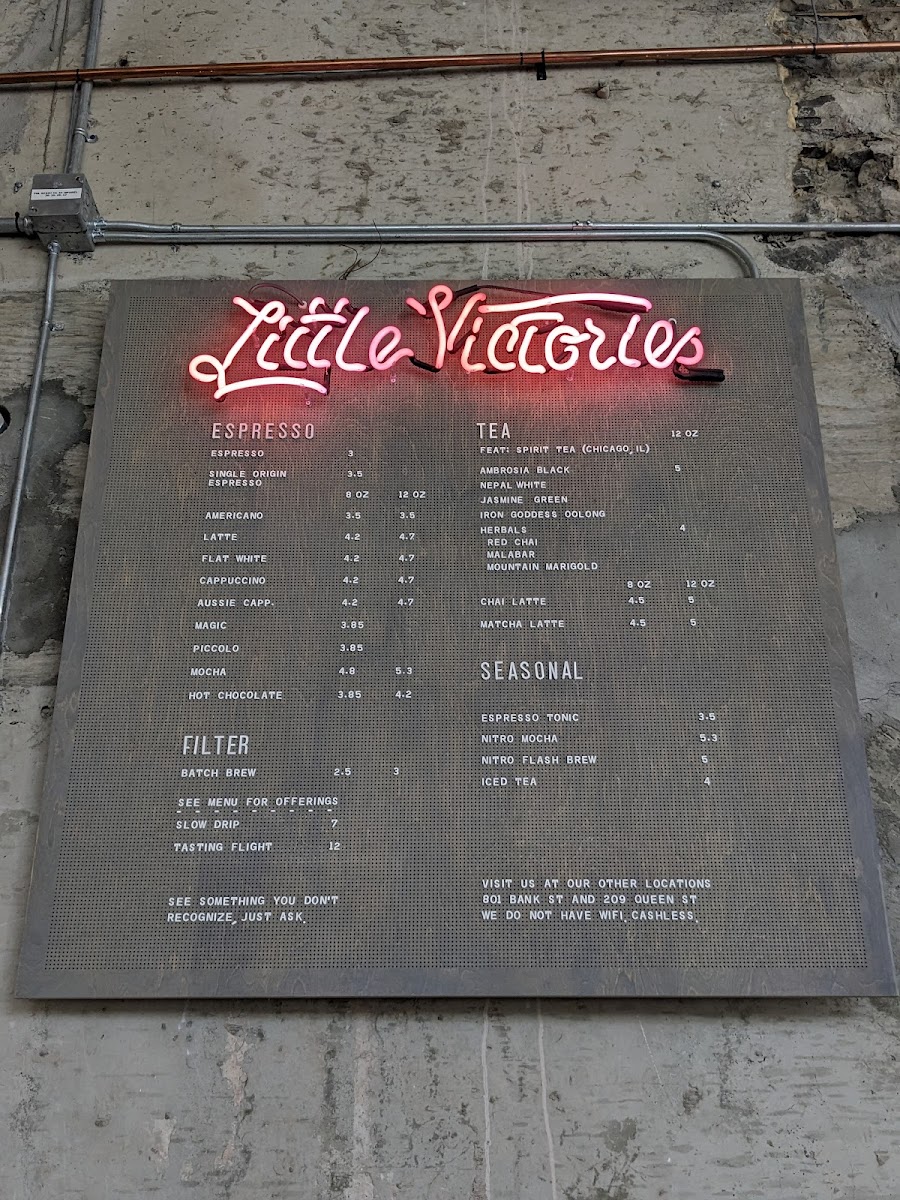 Little Victories
ESPRESSO
ESPRESSO 3
SINGLE ORIGIN 3.5
ESPRESSO
8 OZ 12 OZ
AMERICANO 3.5 3.5
LATTE 4.2 4.7
FLAT WHITE 4.2 4.7
CAPPUCCINO 4.2 4.7
AUSSIE CAPP. 4.2 4.7
MAGIC 3.85
PICCOLO 3.85
MOCHA 4.8 5.3
HOT CHOCOLATE 3.85 4.2
FILTER
BATCH BREW 2.5 3
SEE MENU FOR OFFERINGS
SLOW DRIP 7
TASTING FLIGHT 12
SEE SOMETHING YOU DON'T
RECOGNIZE, JUST ASK.
TEA 12 OZ
FEAT: SPIRIT TEA (CHICAGO, IL)
AMBROSIA BLACK 5
NEPAL WHITE
JASMINE GREEN
IRON GODDESS OOLONG
HERBALS 4
RED CHAI
MALABAR
MOUNTAIN MARIGOLD
8 OZ 12 OZ
CHAI LATTE 4.5 5
MATCHA LATTE 4.5 5
SEASONAL
ESPRESSO TONIC 3.5
NITRO MOCHA 5.3
NITRO FLASH BREW 5
ICED TEA 4
VISIT US AT OUR OTHER LOCATIONS
801 BANK ST AND 209 QUEEN ST
WE DO NOT HAVE WIFI. CASHLESS.